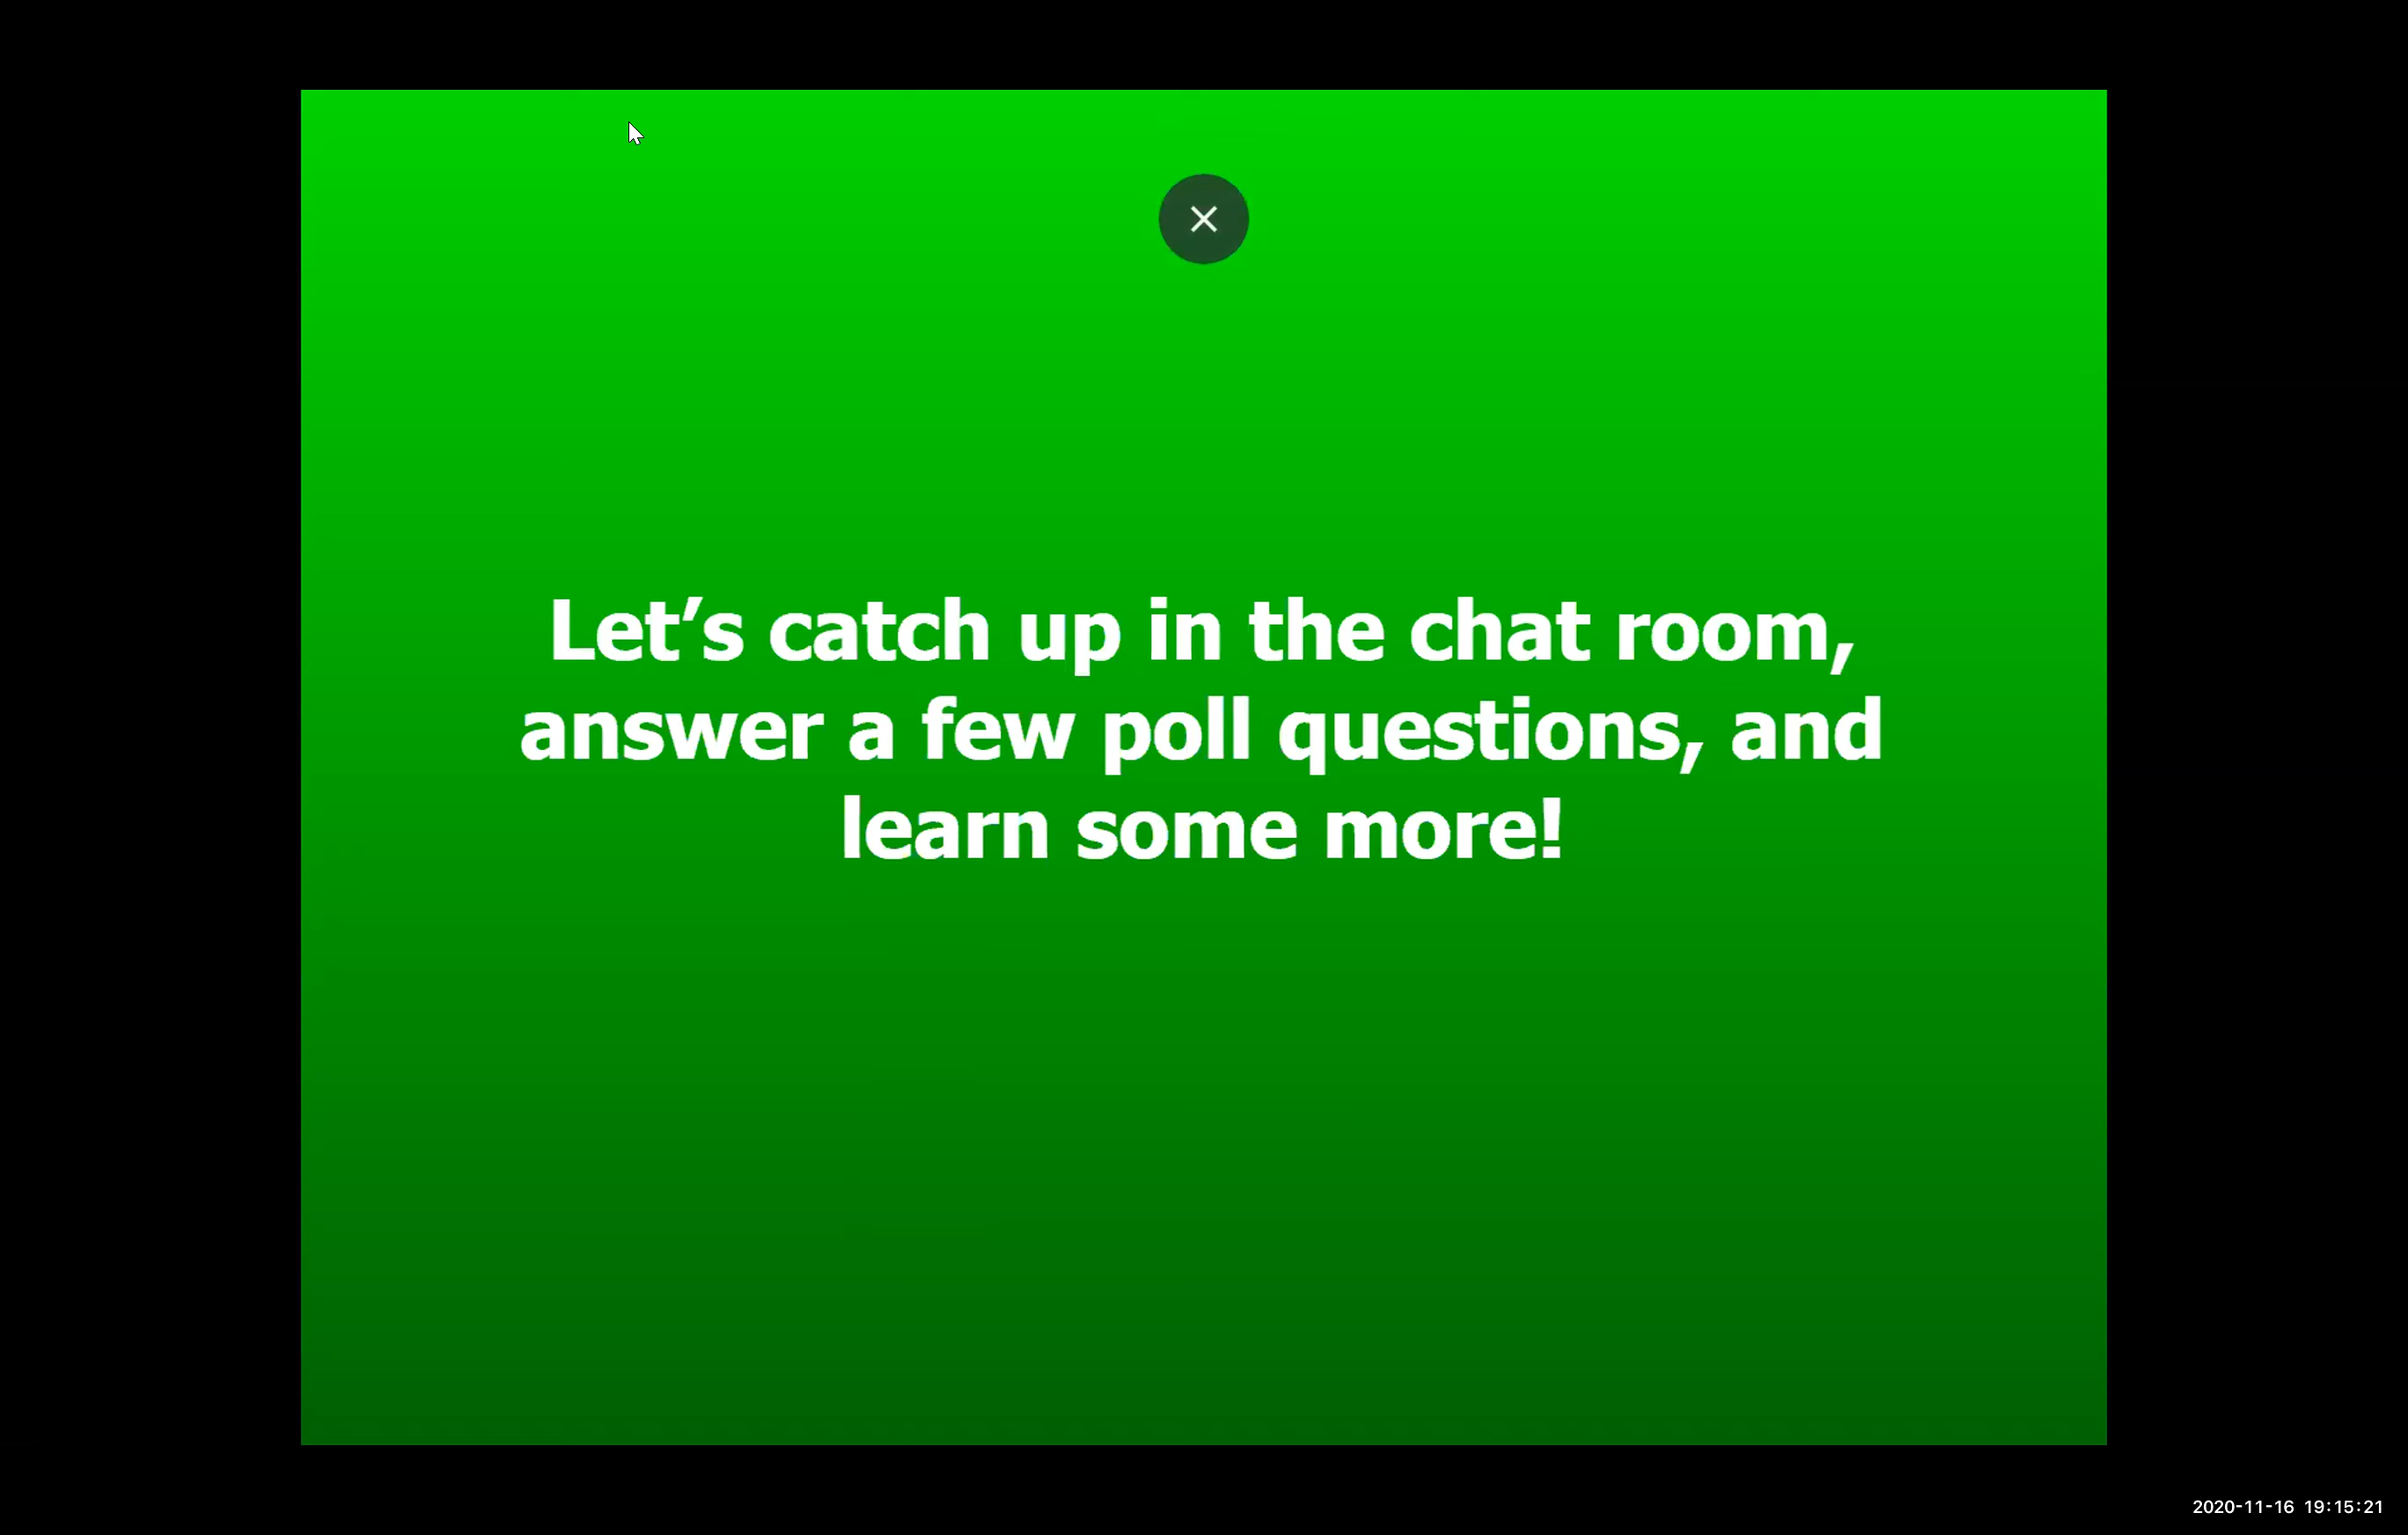 Let’s catch up in the chat room,
answer a few poll questions, and
learn some more!
2020-11-16 19:15:21